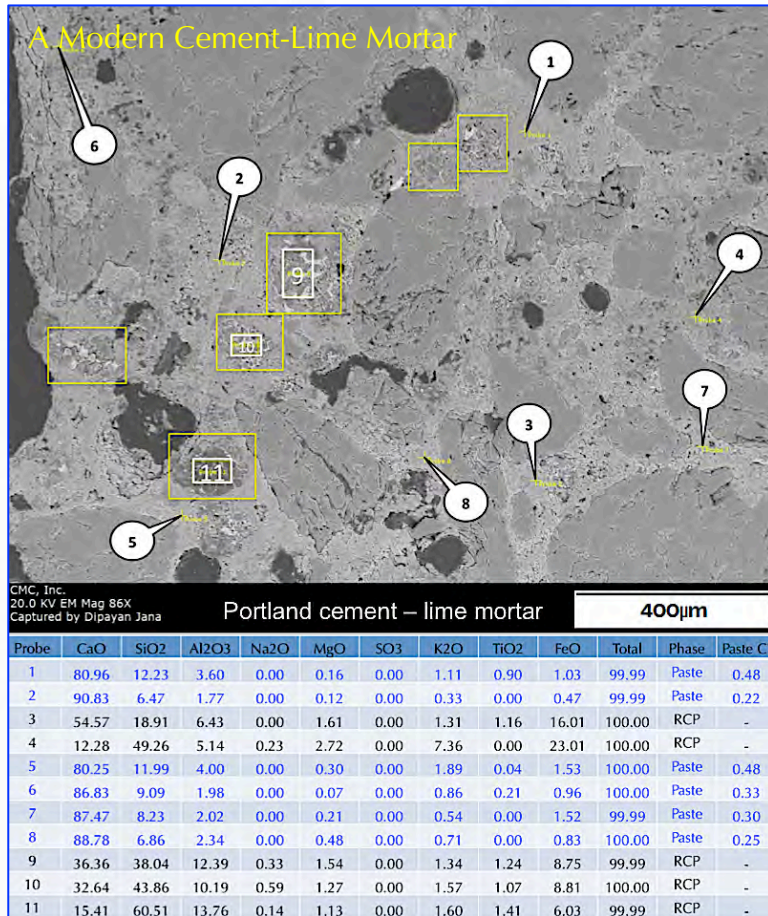 A Modern Cement-Lime Mortar
1
6
2
9
4
10
7
3
11
8
5
CMC, Inc.
20.0 KV EM Mag 86X
Captured by Dipayan Jana
Portland cement – lime mortar
400µm
Probe CaO SiO2 Al2O3 Na2O MgO SO3 K2O TiO2 FeO Total Phase Paste C
1 80.96 12.23 3.60 0.00 0.16 0.00 1.11 0.90 1.03 99.99 Paste 0.48
2 90.83 6.47 1.77 0.00 0.12 0.00 0.33 0.00 0.47 99.99 Paste 0.22
3 54.57 18.91 6.43 0.00 1.61 0.00 1.31 1.16 16.01 100.00 RCP -
4 12.28 49.26 5.14 0.23 2.72 0.00 7.36 0.00 23.01 100.00 RCP -
5 80.25 11.99 4.00 0.00 0.30 0.00 1.89 0.04 1.53 100.00 Paste 0.48
6 86.83 9.09 1.98 0.00 0.07 0.00 0.86 0.21 0.96 100.00 Paste 0.33
7 87.47 8.23 2.02 0.00 0.21 0.00 0.54 0.00 1.52 99.99 Paste 0.30
8 88.78 6.86 2.34 0.00 0.48 0.00 0.71 0.00 0.83 100.00 Paste 0.25
9 36.36 38.04 12.39 0.33 1.54 0.00 1.34 1.24 8.75 99.99 RCP -
10 32.64 43.86 10.19 0.59 1.27 0.00 1.57 1.07 8.81 100.00 RCP -
11 15.41 60.51 13.76 0.14 1.13 0.00 1.60 1.41 6.03 99.99 RCP -